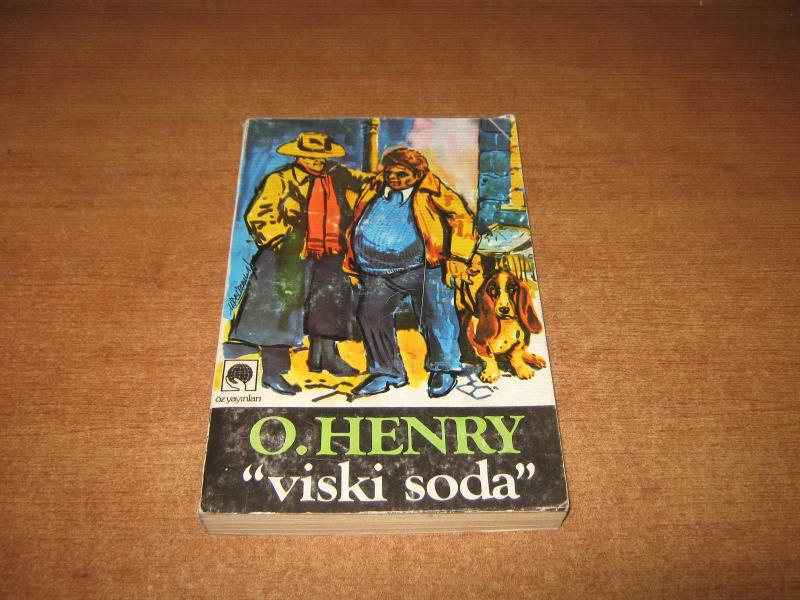 öz yayınları
O. HENRY
“viski soda”